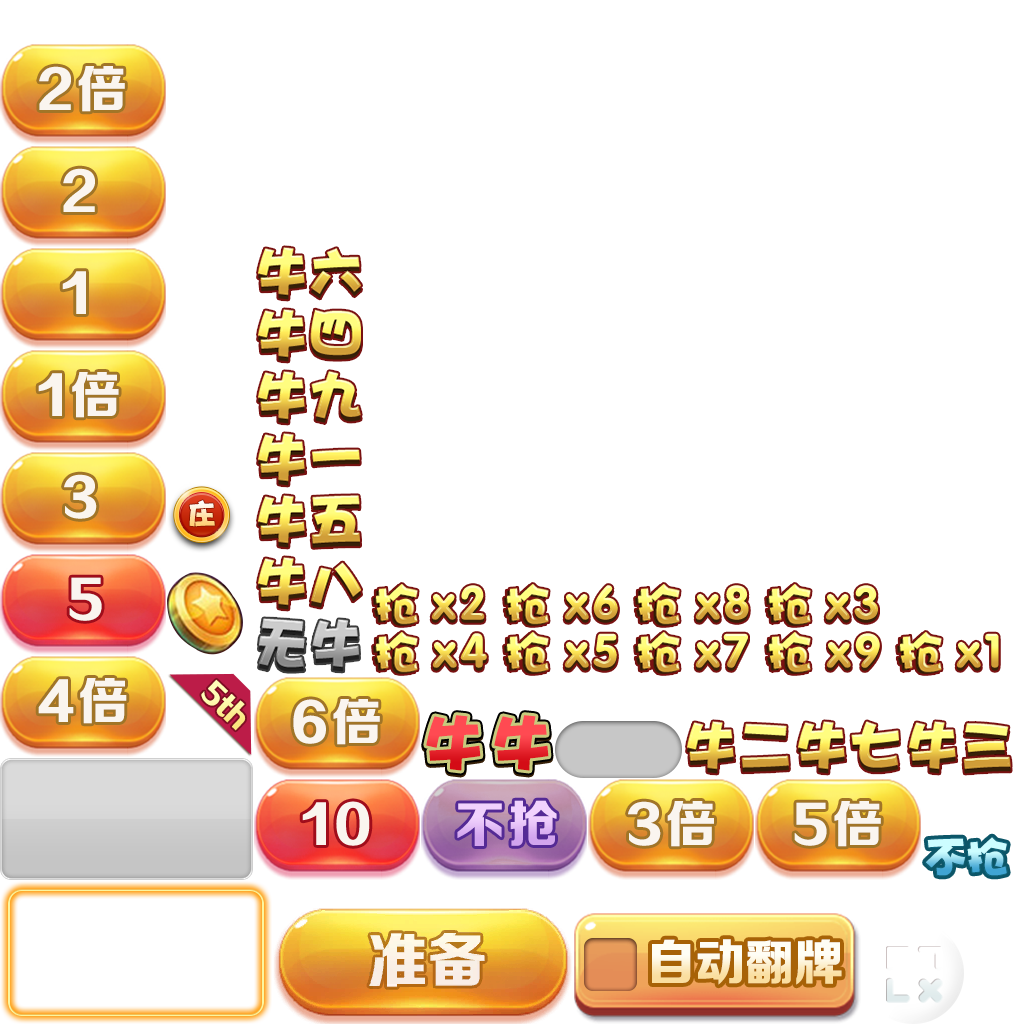 2倍
2
1
1倍
3
5
4倍
庄
5th
牛六
牛四
牛九
牛一
牛五
牛八
无牛
抢 x2 抢 x6 抢 x8 抢 x3
抢 x4 抢 x5 抢 x7 抢 x9 抢 x1
6倍
牛牛
牛二 牛七 牛三
10
不抢
3倍
5倍
不抢
准备
自动翻牌